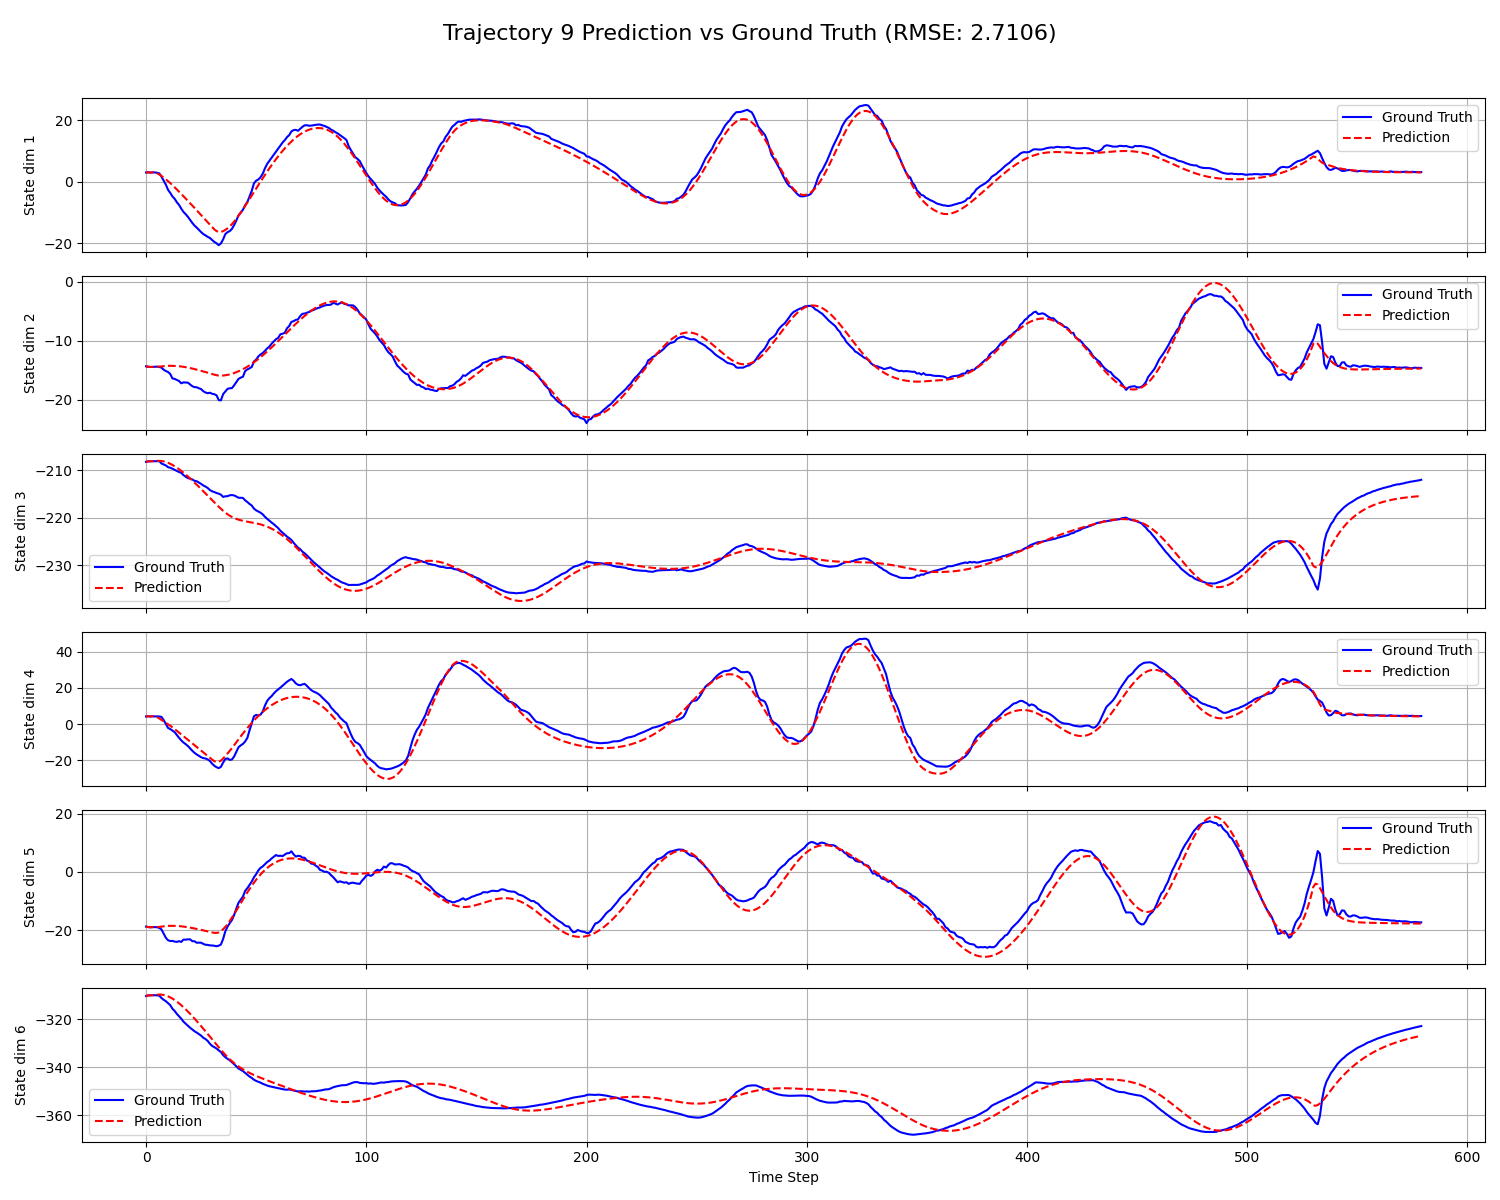 Trajectory 9 Prediction vs Ground Truth (RMSE: 2.7106)
State dim 1
20
0
−20
Ground Truth
Prediction
State dim 2
0
−10
−20
Ground Truth
Prediction
State dim 3
−210
−220
−230
Ground Truth
Prediction
State dim 4
40
20
0
−20
Ground Truth
Prediction
State dim 5
20
0
−20
Ground Truth
Prediction
State dim 6
−320
−340
−360
Ground Truth
Prediction
0 100 200 300 400 500 600
Time Step